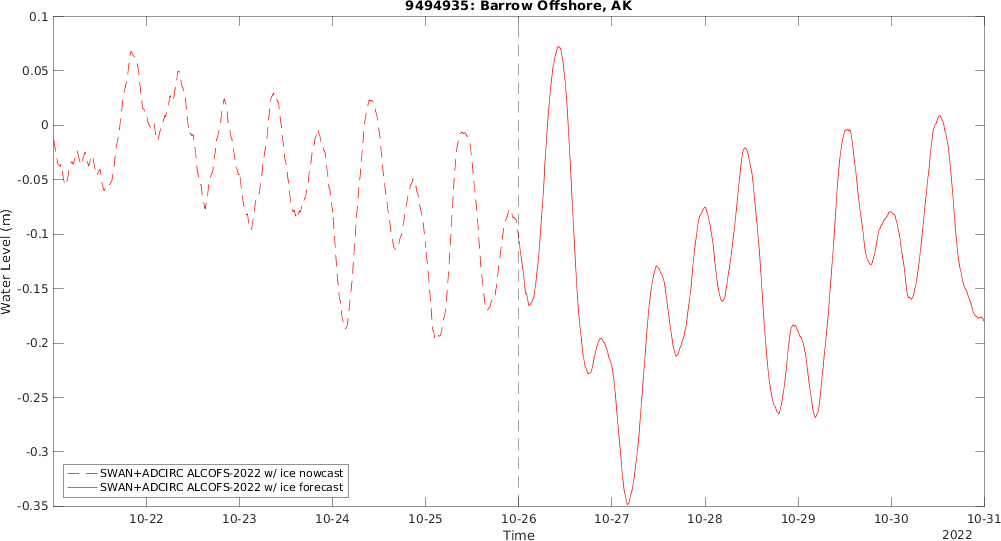 9494935: Barrow Offshore, AK
0.1
0.05
0
-0.05
-0.1
-0.15
-0.2
-0.25
-0.3
-0.35
Water Level (m)
SWAN+ADCIRC ALCOFS-2022 w/ ice nowcast
SWAN+ADCIRC ALCOFS-2022 w/ ice forecast
10-22 10-23 10-24 10-25 10-26 10-27 10-28 10-29 10-30 10-31
Time
2022